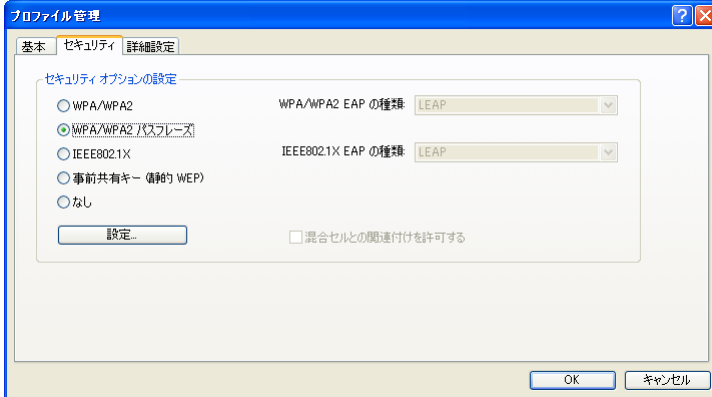 プロファイル管理
基本 セキュリティ 詳細設定
セキュリティ オプションの設定
WPA/WPA2 WPA/WPA2 EAP の種類: LEAP
WPA/WPA2 パスフレーズ
IEEE802.1X IEEE802.1X EAP の種類: LEAP
事前共有キー (静的 WEP)
なし
設定... 混合セルとの関連付けを許可する
OK キャンセル